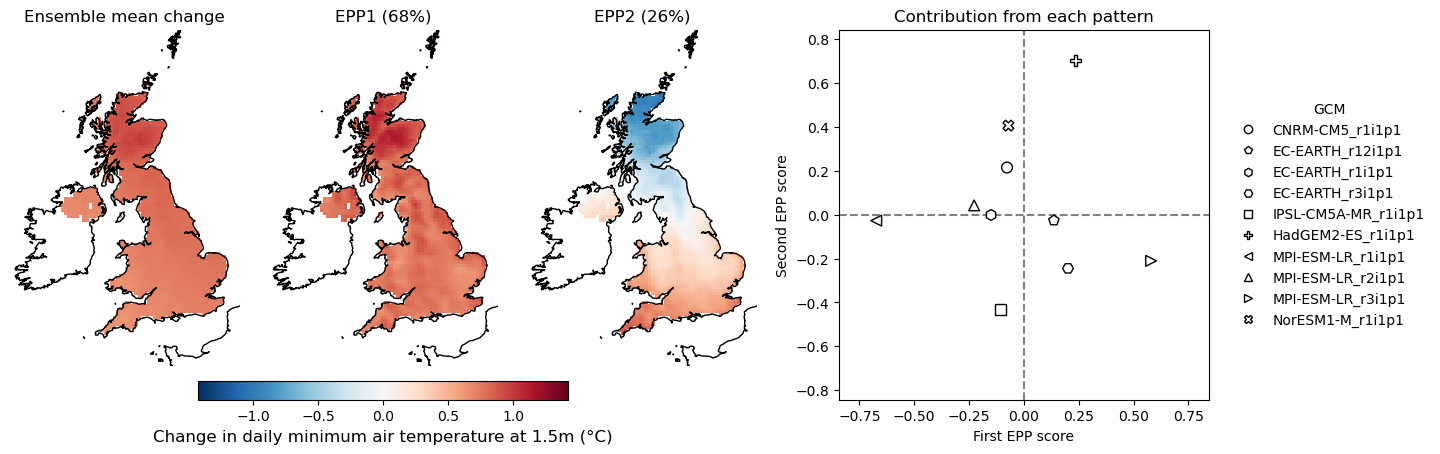 Ensemble mean change
EPP1 (68%)
EPP2 (26%)
−1.0 −0.5 0.0 0.5 1.0
Change in daily minimum air temperature at 1.5m (°C)
Contribution from each pattern
Second EPP score
0.8
0.6
0.4
0.2
0.0
−0.2
−0.4
−0.6
−0.8
−0.75 −0.50 −0.25 0.00 0.25 0.50 0.75
First EPP score
GCM
CNRM-CM5_r1i1p1
EC-EARTH_r12i1p1
EC-EARTH_r1i1p1
EC-EARTH_r3i1p1
IPSL-CM5A-MR_r1i1p1
HadGEM2-ES_r1i1p1
MPI-ESM-LR_r1i1p1
MPI-ESM-LR_r2i1p1
MPI-ESM-LR_r3i1p1
NorESM1-M_r1i1p1